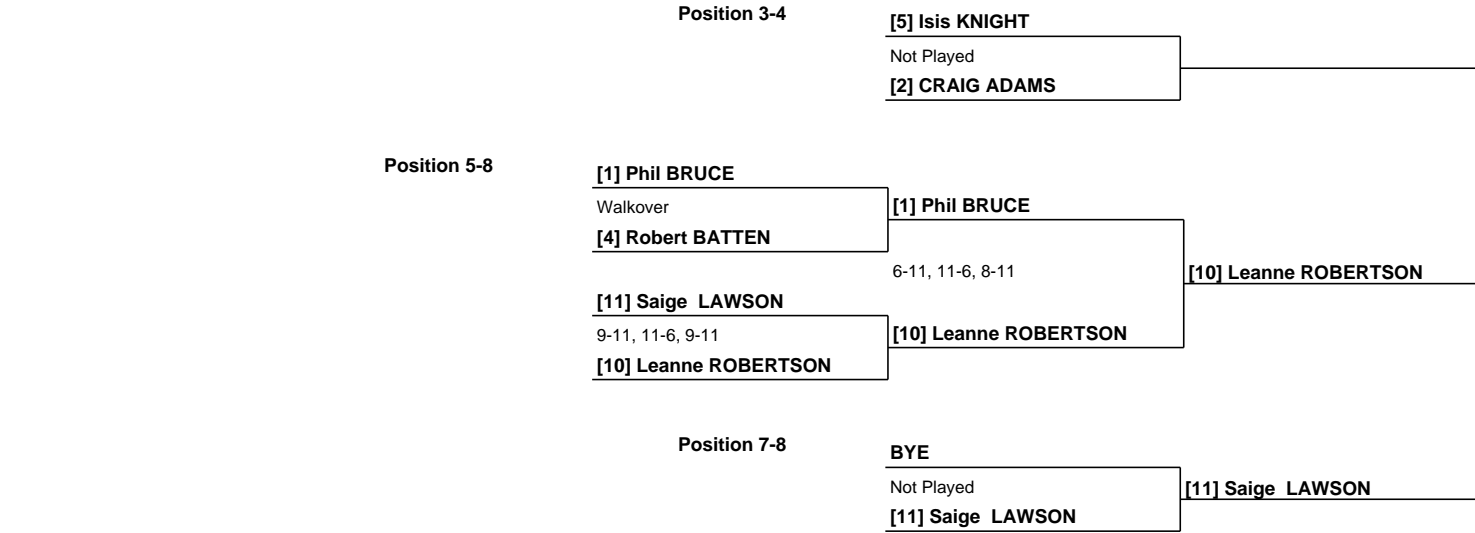 Position 3-4
[5] Isis KNIGHT
Not Played
[2] CRAIG ADAMS
Position 5-8
[1] Phil BRUCE
Walkover
[1] Phil BRUCE
[4] Robert BATTEN
6-11, 11-6, 8-11
[10] Leanne ROBERTSON
[11] Saige LAWSON
9-11, 11-6, 9-11
[10] Leanne ROBERTSON
[10] Leanne ROBERTSON
Position 7-8
BYE
Not Played
[11] Saige LAWSON
[11] Saige LAWSON